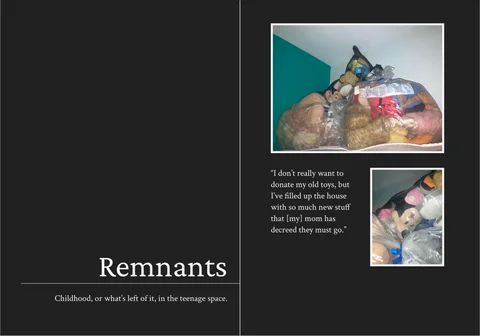 Remnants
Childhood, or what's left of it, in the teenage space.
"I don't really want to
donate my old toys, but
I've filled up the house
with so much new stuff
that [my] mom has
decreed they must go."